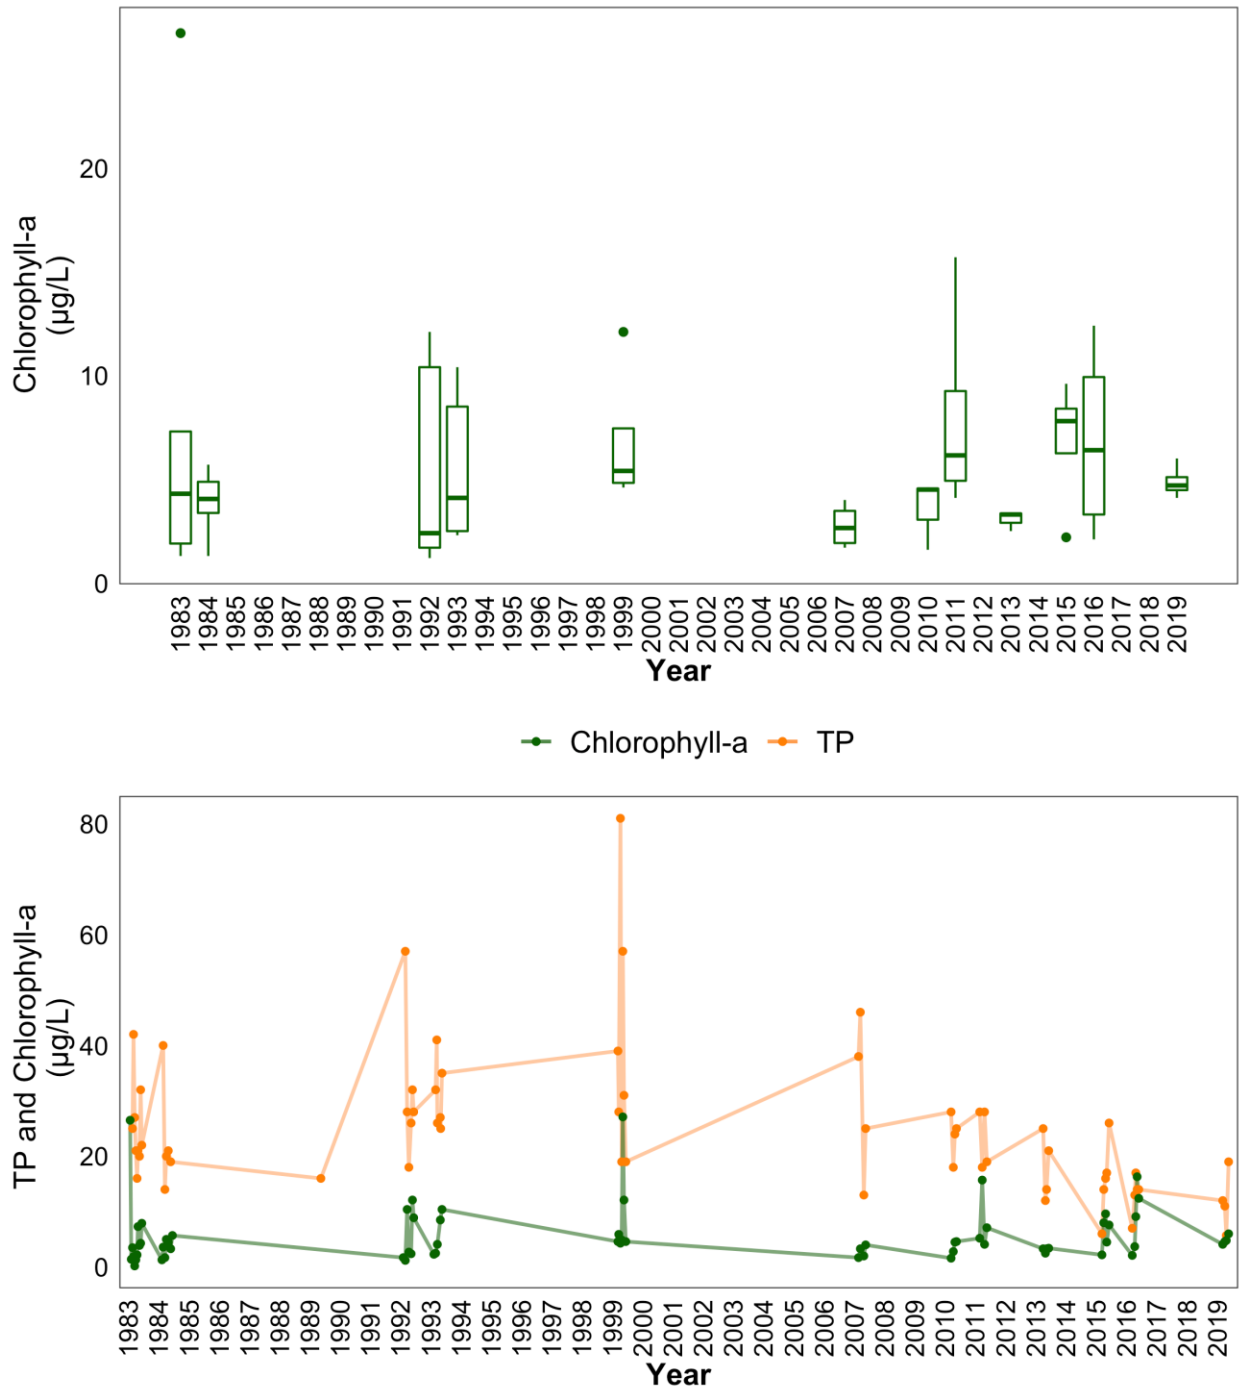 Chlorophyll-a
(µg/L)
20
10
0
1983 1984 1985 1986 1987 1988 1989 1990 1991 1992 1993 1994 1995 1996 1997 1998 1999 2000 2001 2002 2003 2004 2005 2006 2007 2008 2009 2010 2011 2012 2013 2014 2015 2016 2017 2018 2019
Year
Chlorophyll-a TP
TP and Chlorophyll-a
(µg/L)
80
60
40
20
0
1983 1984 1985 1986 1987 1988 1989 1990 1991 1992 1993 1994 1995 1996 1997 1998 1999 2000 2001 2002 2003 2004 2005 2006 2007 2008 2009 2010 2011 2012 2013 2014 2015 2016 2017 2018 2019
Year